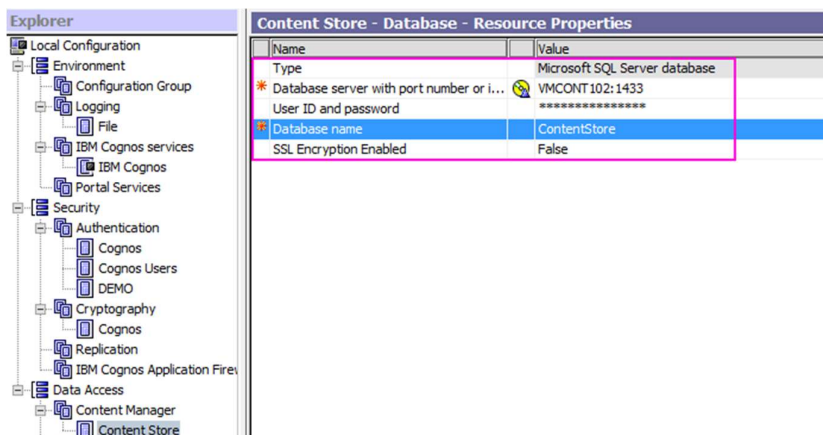 Explorer
Local Configuration
Environment
Configuration Group
Logging
File
IBM Cognos services
IBM Cognos
Portal Services
Security
Authentication
Cognos
Cognos Users
DEMO
Cryptography
Cognos
Replication
IBM Cognos Application Firew
Data Access
Content Manager
Content Store
Content Store - Database - Resource Properties
Name Value
Type Microsoft SQL Server database
* Database server with port number or i... VMCONT102:1433
User ID and password ***************
* Database name ContentStore
SSL Encryption Enabled False